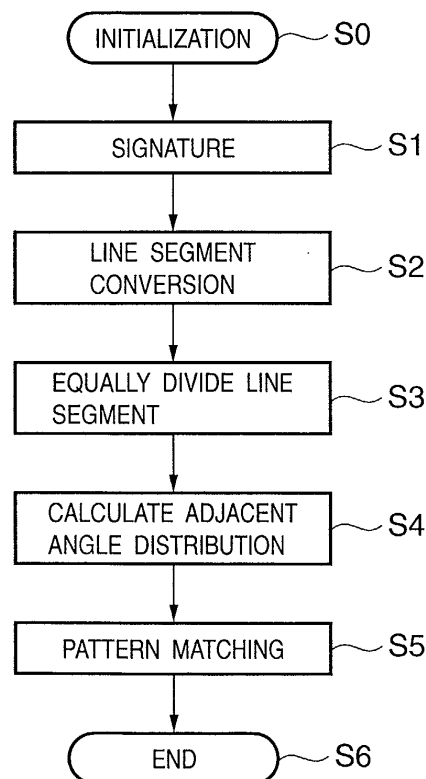 INITIALIZATION S0
SIGNATURE S1
LINE SEGMENT
CONVERSION S2
EQUALLY DIVIDE LINE
SEGMENT S3
CALCULATE ADJACENT
ANGLE DISTRIBUTION S4
PATTERN MATCHING S5
END S6